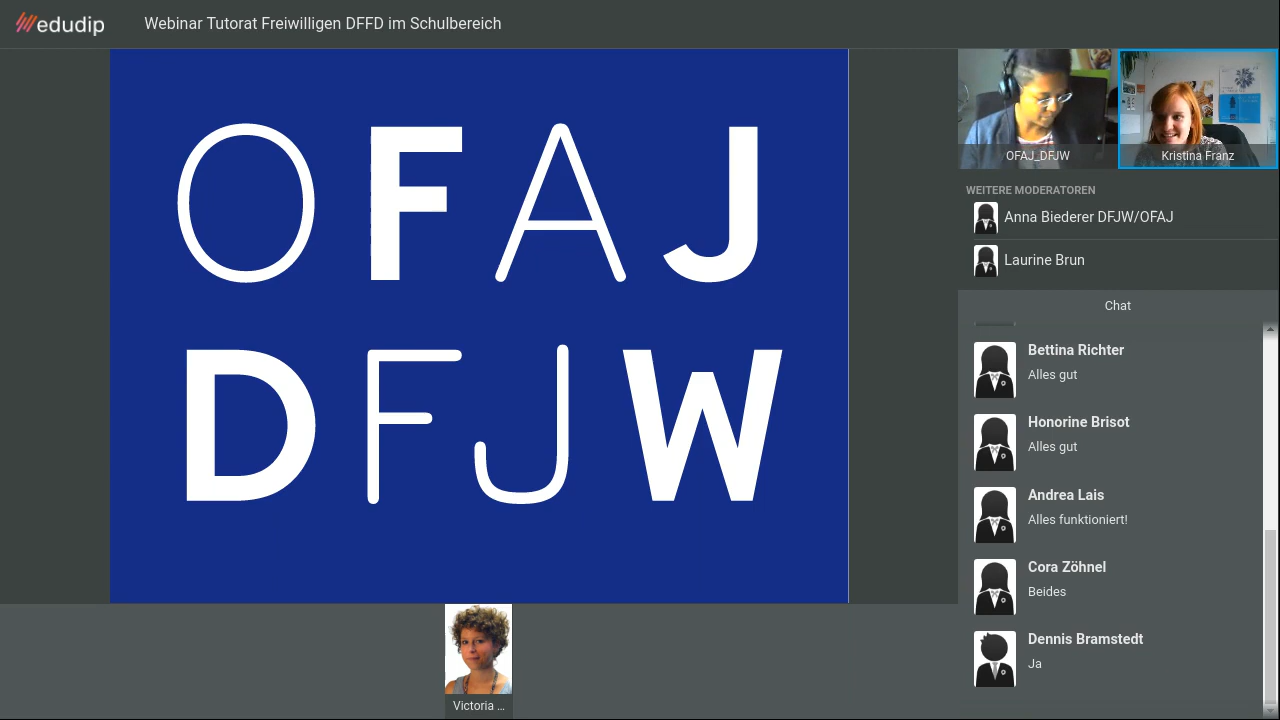 edudip
Webinar Tutorat Freiwilligen DFFD im Schulbereich
OFAJ
DFJW
OFAJ_DFJW
Kristina Franz
WEITERE MODERATOREN
Anna Biederer DFJW/OFAJ
Laurine Brun
Chat
Bettina Richter
Alles gut
Honorine Brisot
Alles gut
Andrea Lais
Alles funktioniert!
Cora Zöhnel
Beides
Dennis Bramstedt
Ja
Victoria ...